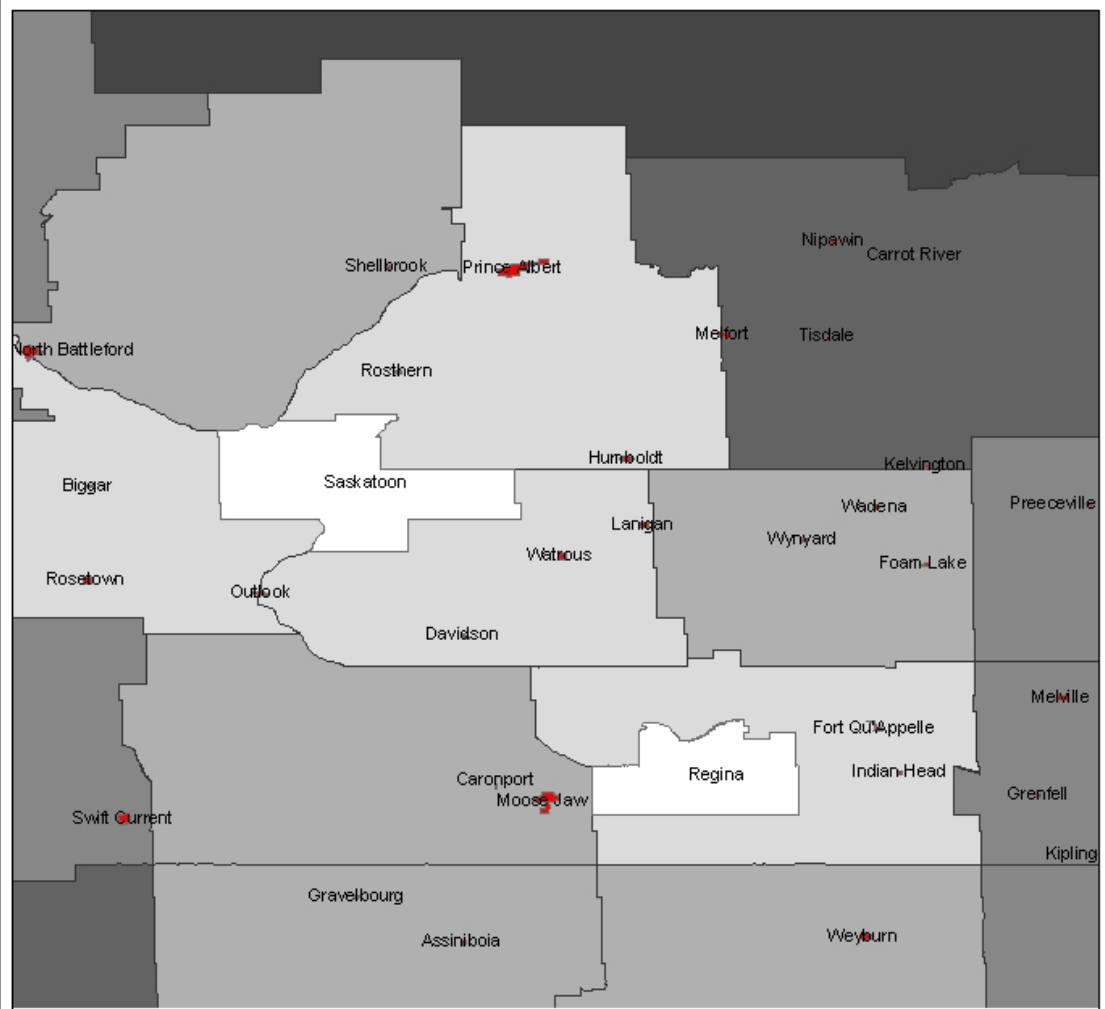 Nipawin
Carrot River
Shellbrook
Prince Albert
Melfort
Tisdale
North Battleford
Rosthern
Humboldt
Kelvington
Biggar
Saskatoon
Wadena
Preeceville
Lanigan
Wynyard
Watrous
Foam Lake
Rosetown
Outlook
Davidson
Melville
Fort Qu'Appelle
Regina
Indian Head
Caronport
Moose Jaw
Grenfell
Swift Current
Kipling
Gravelbourg
Assiniboia
Weyburn